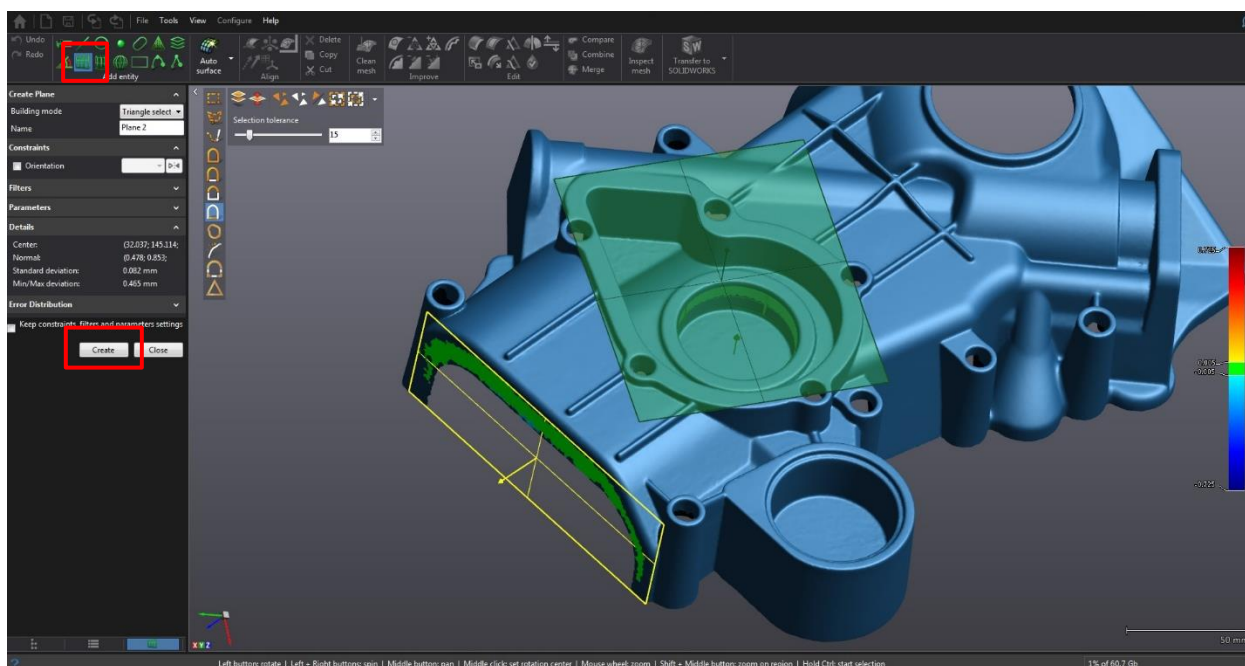 File Tools View Configure Help
Undo
Redo
Add entity
Auto surface
Align
Delete
Copy
Cut
Clean mesh
Improve
Edit
Compare
Combine
Merge
Inspect mesh
Transfer to SOLIDWORKS
Create Plane
Building mode Triangle select
Name Plane 2
Constraints
Orientation
Filters
Parameters
Details
Center: (32.037; 145.114;
Normal: (0.478; 0.853;
Standard deviation: 0.082 mm
Min/Max deviation: 0.465 mm
Error Distribution
Keep constraints, filters and parameters settings
Create Close
Selection tolerance
15
-0.225
50 mm
X Y Z
Left button: rotate | Left + Right buttons: spin | Middle button: pan | Middle click: set rotation center | Mouse wheel: zoom | Shift + Middle button: zoom on region | Hold Ctrl: start selection
1% of 60.7 Gb